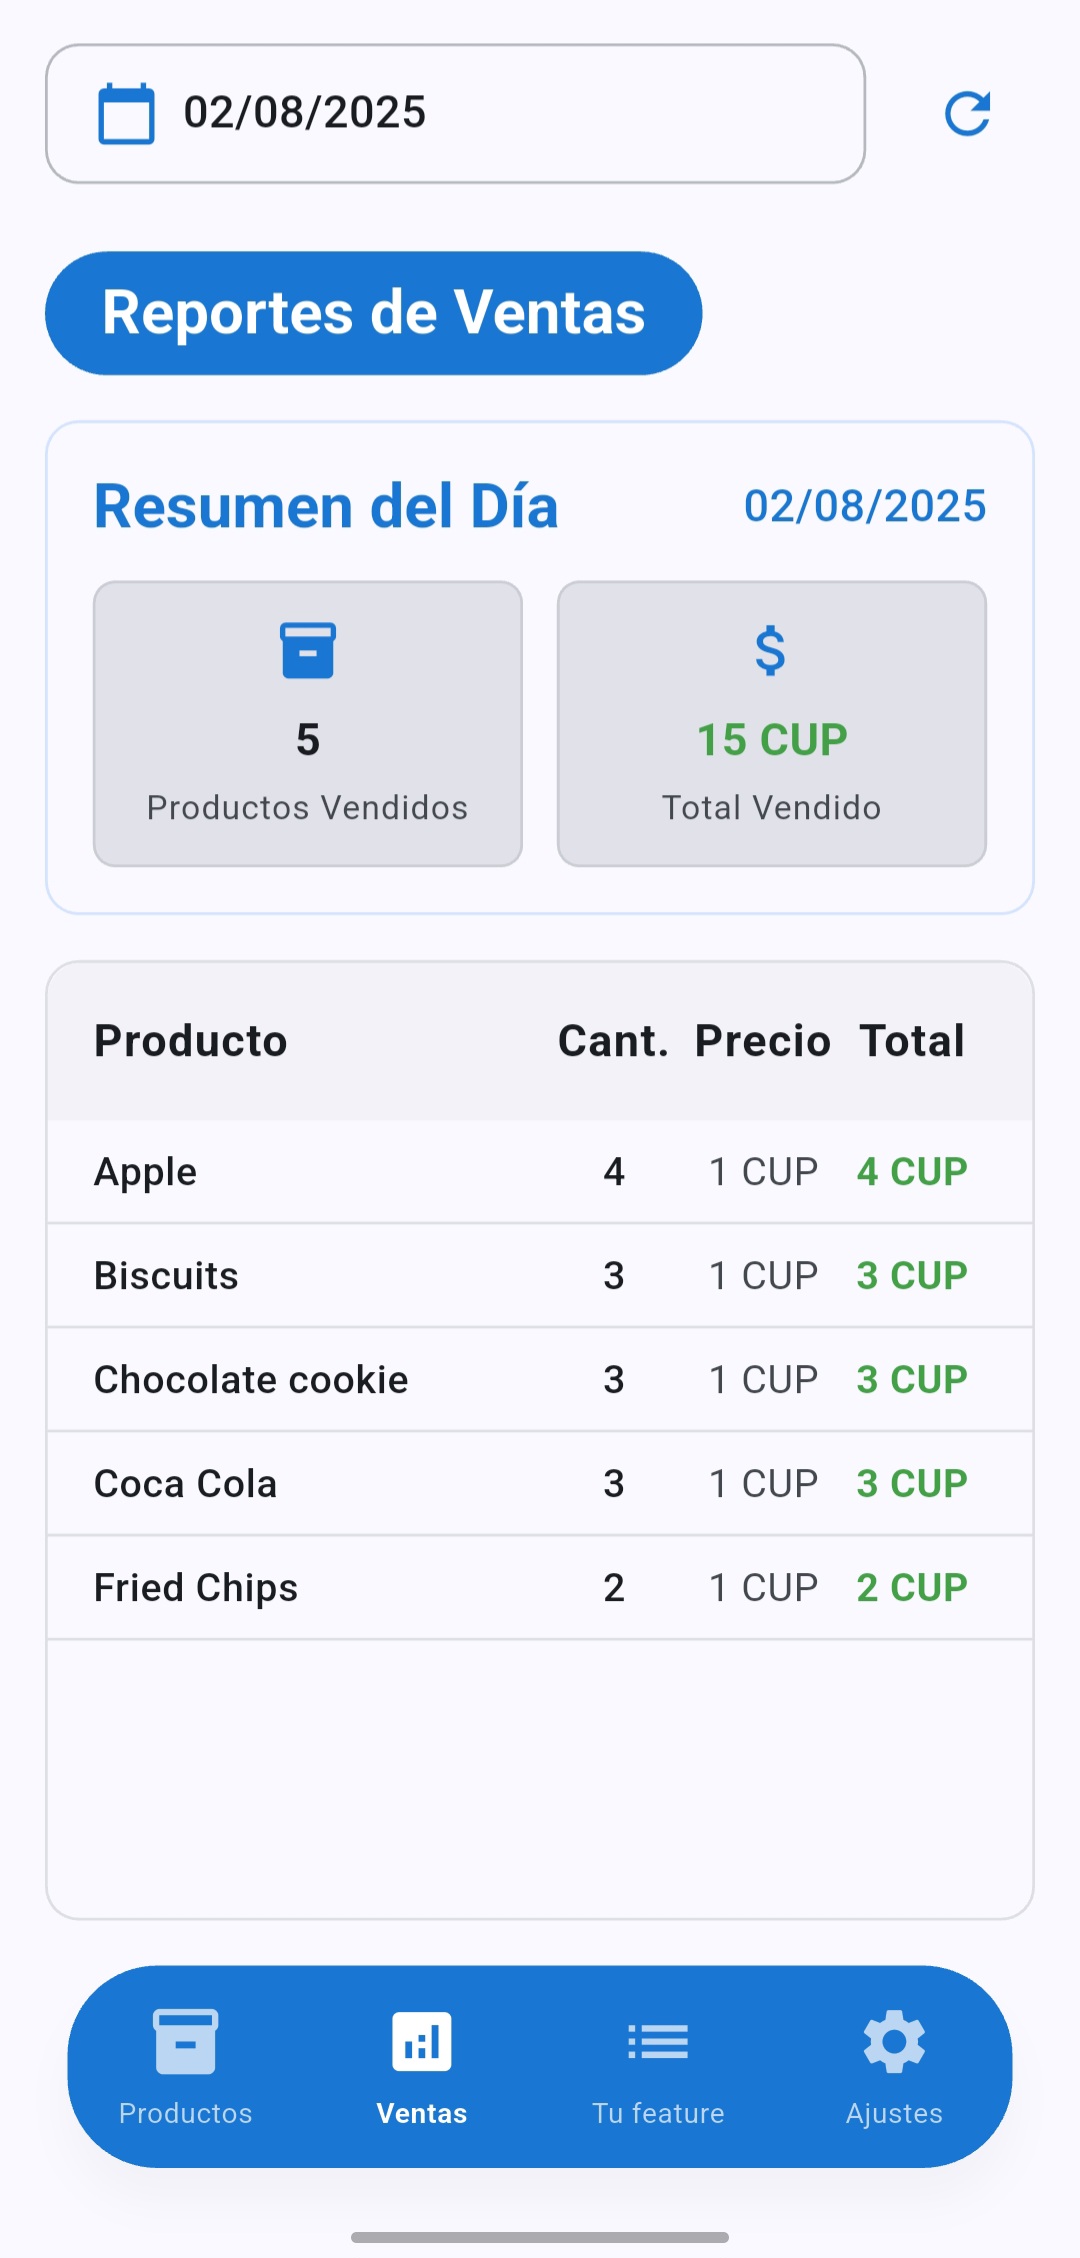 02/08/2025
Reportes de Ventas
Resumen del Día 02/08/2025
5
Productos Vendidos
$
15 CUP
Total Vendido
Producto Cant. Precio Total
Apple 4 1 CUP 4 CUP
Biscuits 3 1 CUP 3 CUP
Chocolate cookie 3 1 CUP 3 CUP
Coca Cola 3 1 CUP 3 CUP
Fried Chips 2 1 CUP 2 CUP
Productos Ventas Tu feature Ajustes